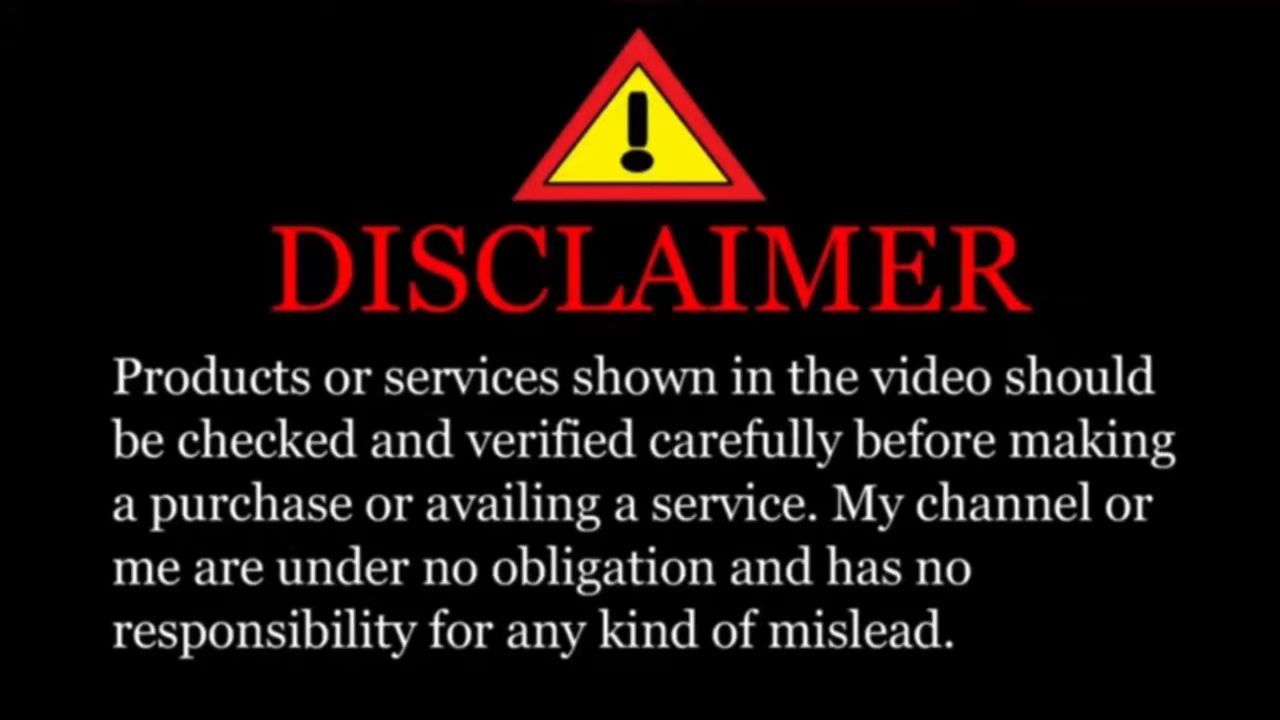 DISCLAIMER
Products or services shown in the video should
be checked and verified carefully before making
a purchase or availing a service. My channel or
me are under no obligation and has no
responsibility for any kind of mislead.